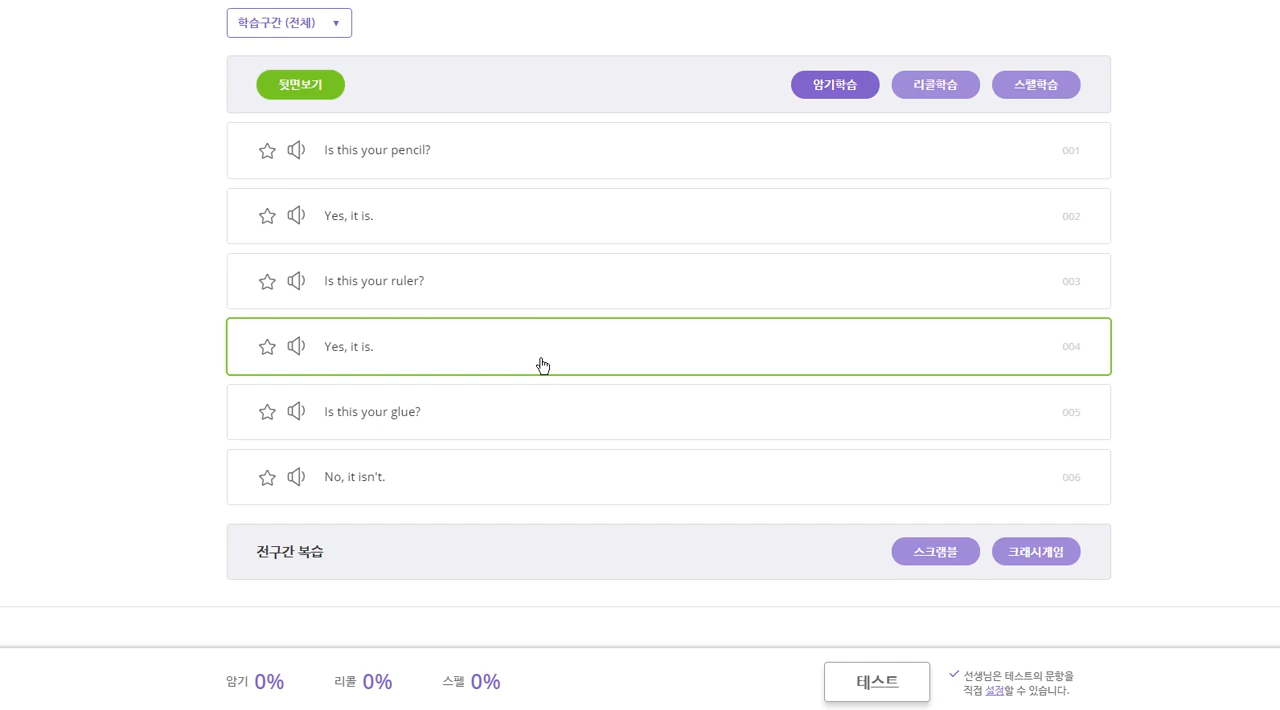 학습구간 (전체) ▼
뒷면보기 암기학습 리콜학습 스펠학습
Is this your pencil? 001
Yes, it is. 002
Is this your ruler? 003
Yes, it is. 004
Is this your glue? 005
No, it isn't. 006
전구간 복습 스크램블 크래시게임
암기 0% 리콜 0% 스펠 0% 테스트
선생님은 테스트의 문항을
직접 설정할 수 있습니다.